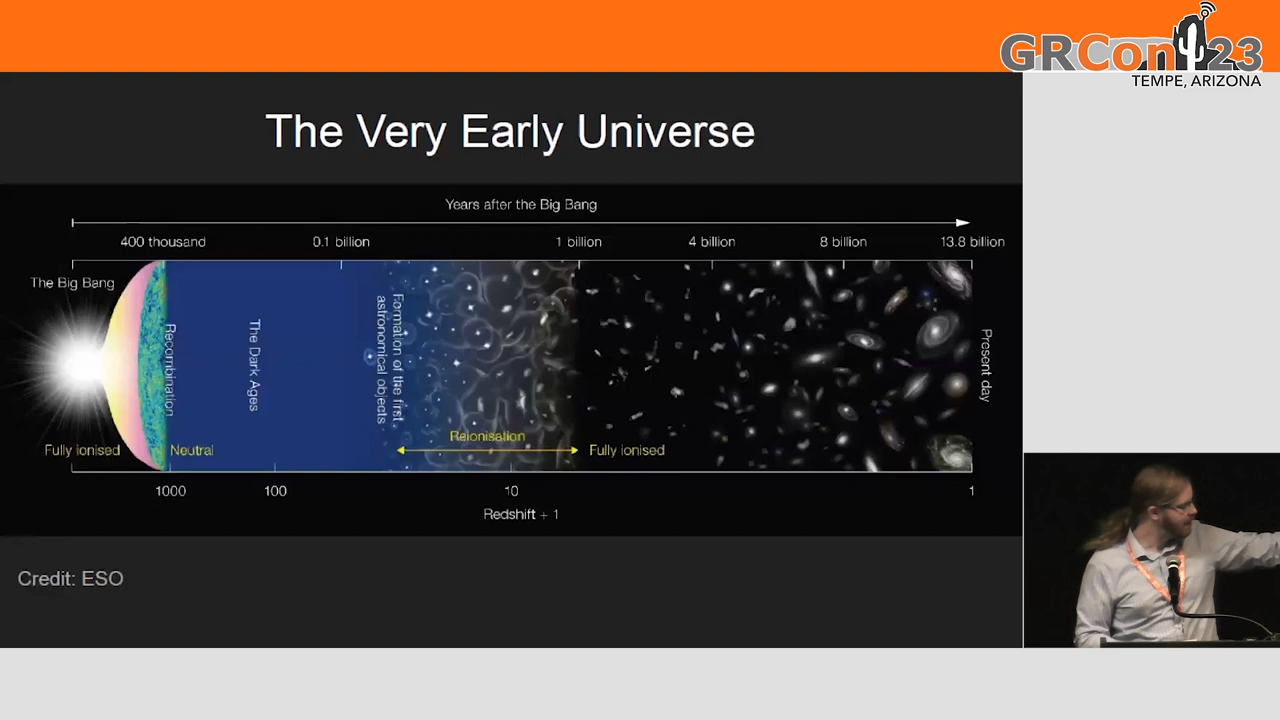 GRCon 23
TEMPE, ARIZONA
The Very Early Universe
Years after the Big Bang
400 thousand
0.1 billion
1 billion
4 billion
8 billion
13.8 billion
The Big Bang
Recombination
The Dark Ages
Formation of the first
astronomical objects
Present day
Fully ionised
Neutral
Reionisation
Fully ionised
1000
100
10
1
Redshift + 1
Credit: ESO